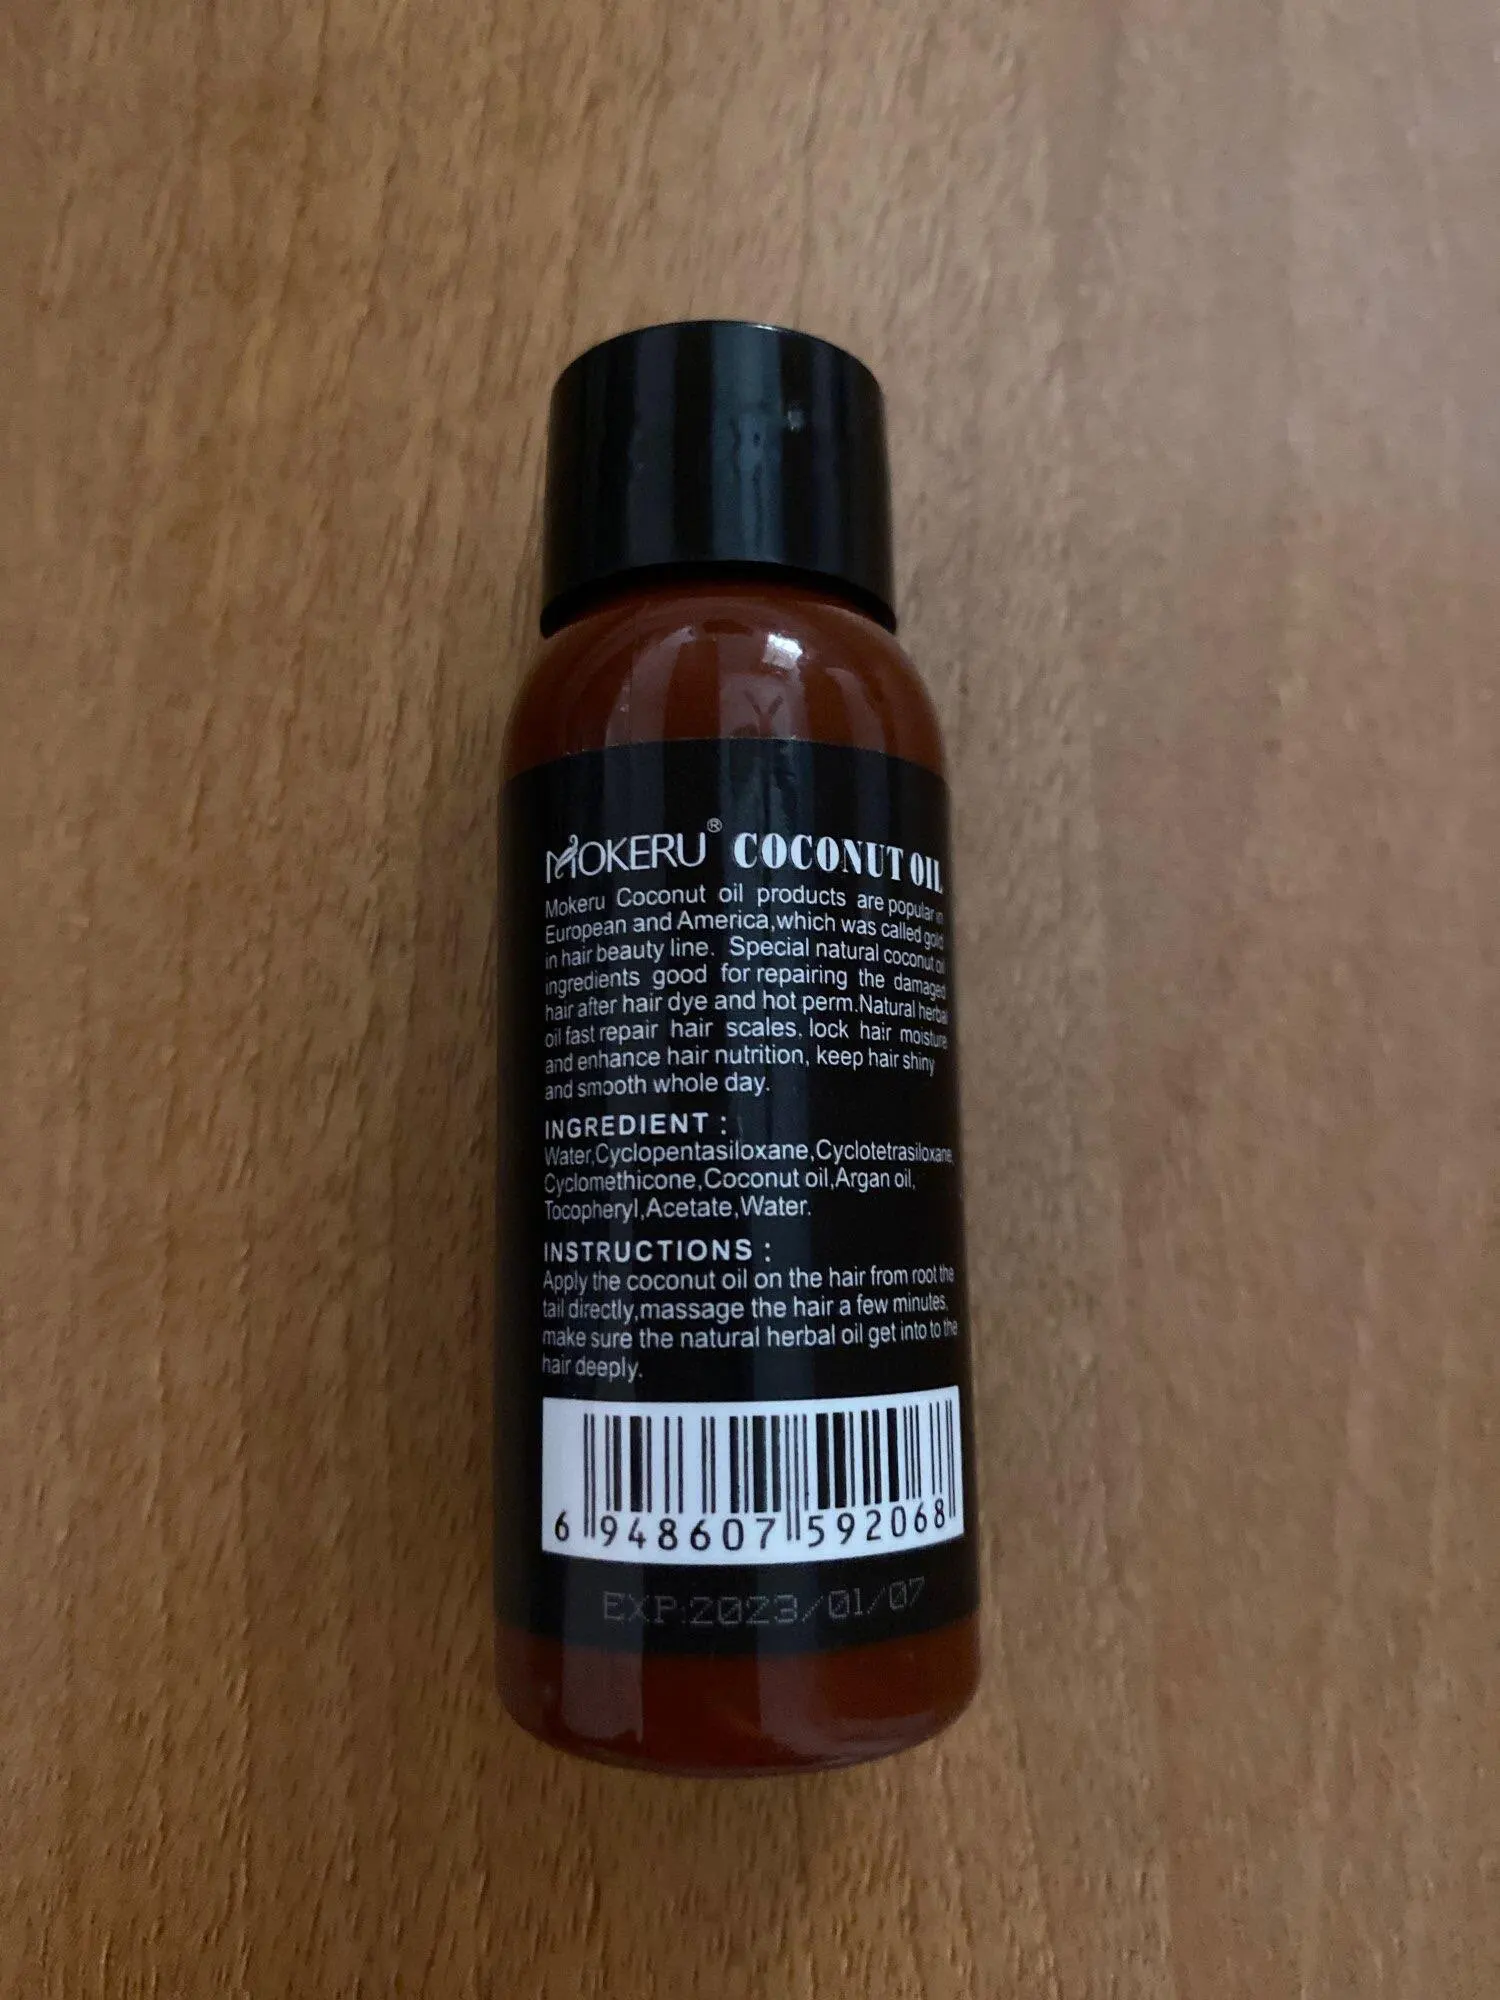 MOKERU® COCONUT OIL
Mokeru Coconut oil products are popular in
European and America,which was called gold
in hair beauty line. Special natural coconut oil
ingredients good for repairing the damaged
hair after hair dye and hot perm.Natural herbal
oil fast repair hair scales, lock hair moisture
and enhance hair nutrition, keep hair shiny
and smooth whole day.
INGREDIENT :
Water,Cyclopentasiloxane,Cyclotetrasiloxane,
Cyclomethicone,Coconut oil,Argan oil,
Tocopheryl,Acetate,Water.
INSTRUCTIONS :
Apply the coconut oil on the hair from root the
tail directly,massage the hair a few minutes,
make sure the natural herbal oil get into to the
hair deeply.
6 948607 592068
EXP:2023/01/07